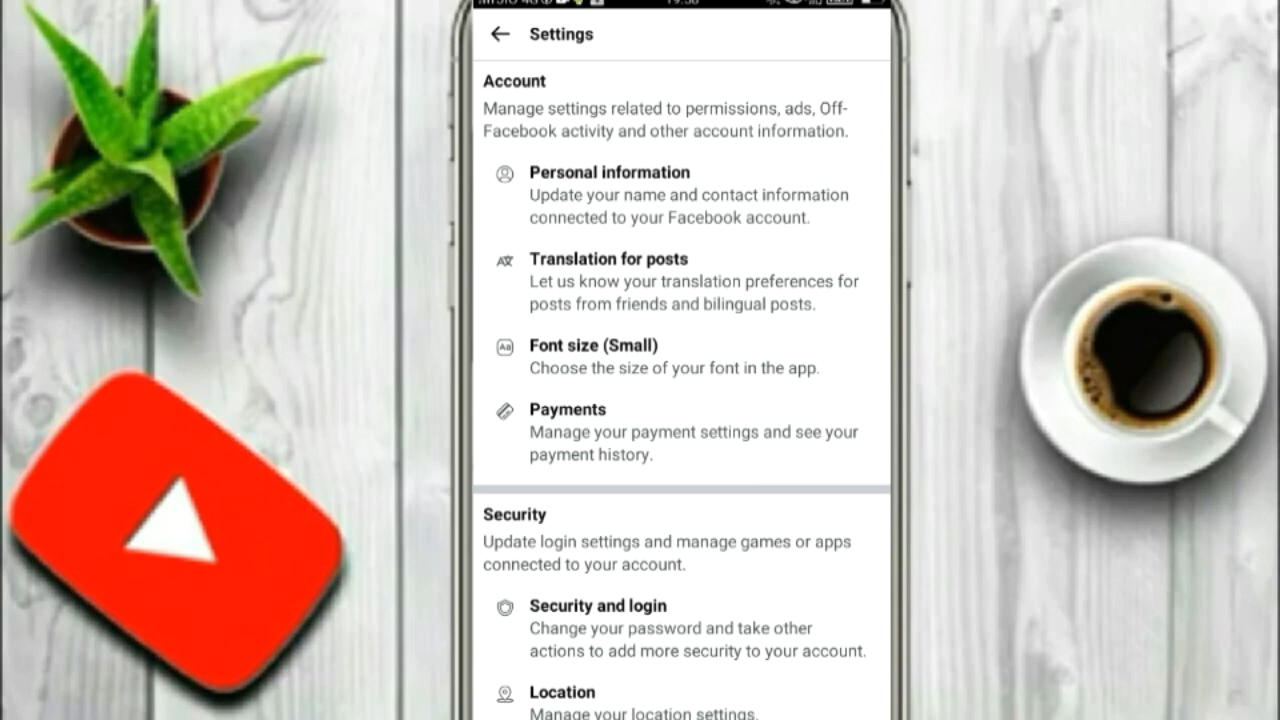 Settings
Account
Manage settings related to permissions, ads, Off-
Facebook activity and other account information.
Personal information
Update your name and contact information
connected to your Facebook account.
Translation for posts
Let us know your translation preferences for
posts from friends and bilingual posts.
Font size (Small)
Choose the size of your font in the app.
Payments
Manage your payment settings and see your
payment history.
Security
Update login settings and manage games or apps
connected to your account.
Security and login
Change your password and take other
actions to add more security to your account.
Location
Manage your location settings.